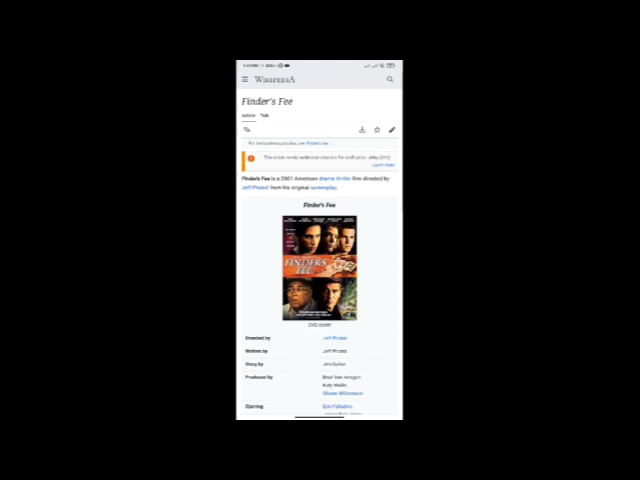 WIKIPEDIA
Finder's Fee
Article Talk
For the business practice, see Finder's fee.
This article needs additional citations for verification.
Learn more
Finder's Fee is a 2001 American drama thriller film directed by
Jeff Probst from his original screenplay.
Finder's Fee
FINDER'S
FEE
DVD cover
Directed by Jeff Probst
Written by Jeff Probst
Story by
Produced by
Shawn Williamson
Starring Erik Palladino